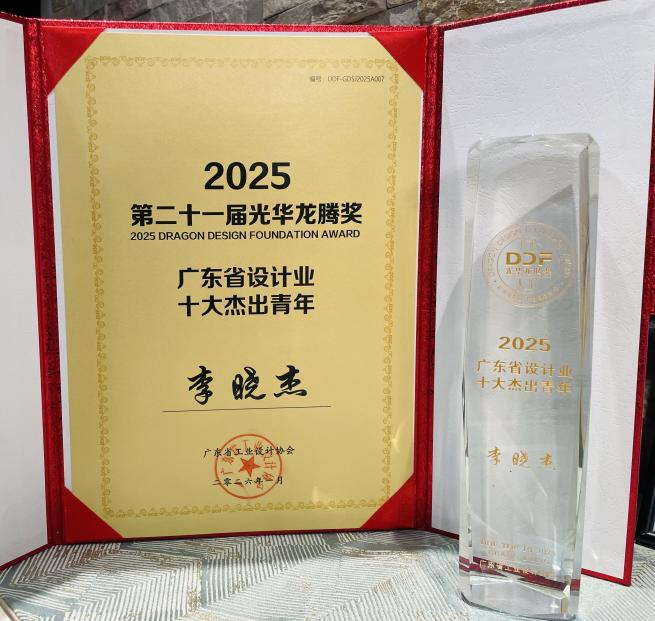 编号: DDF-GDSJ2025A007
2025
第二十一届光华龙腾奖
2025 DRAGON DESIGN FOUNDATION AWARD
广东省设计业
十大杰出青年
李晓杰
广东省工业设计协会
二〇二六年一月
DDF
光华龙腾奖
2025
广东省设计业
十大杰出青年
李晓杰